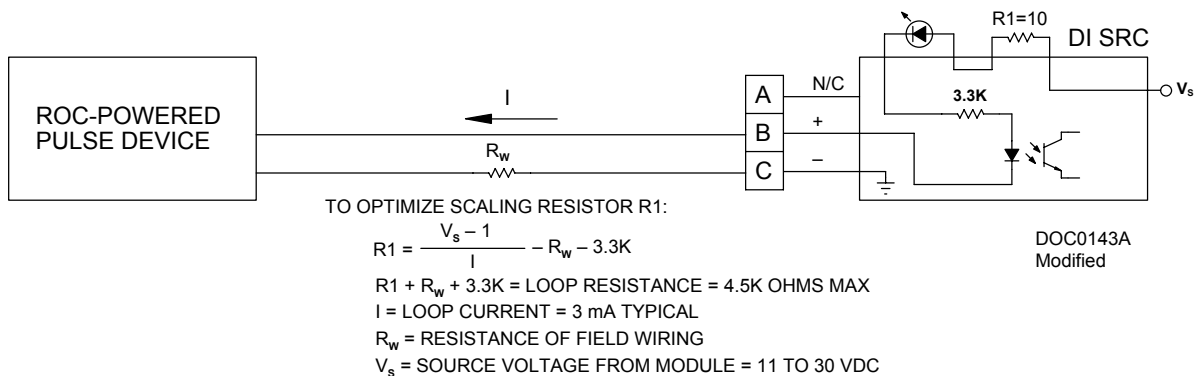 R1=10
DI SRC
ROC-POWERED
PULSE DEVICE
I
A
N/C
3.3K
Vs
B
+
Rw
C
–
TO OPTIMIZE SCALING RESISTOR R1:
R1 = Vs – 1 / I – Rw – 3.3K
R1 + Rw + 3.3K = LOOP RESISTANCE = 4.5K OHMS MAX
I = LOOP CURRENT = 3 mA TYPICAL
Rw = RESISTANCE OF FIELD WIRING
Vs = SOURCE VOLTAGE FROM MODULE = 11 TO 30 VDC
DOC0143A
Modified